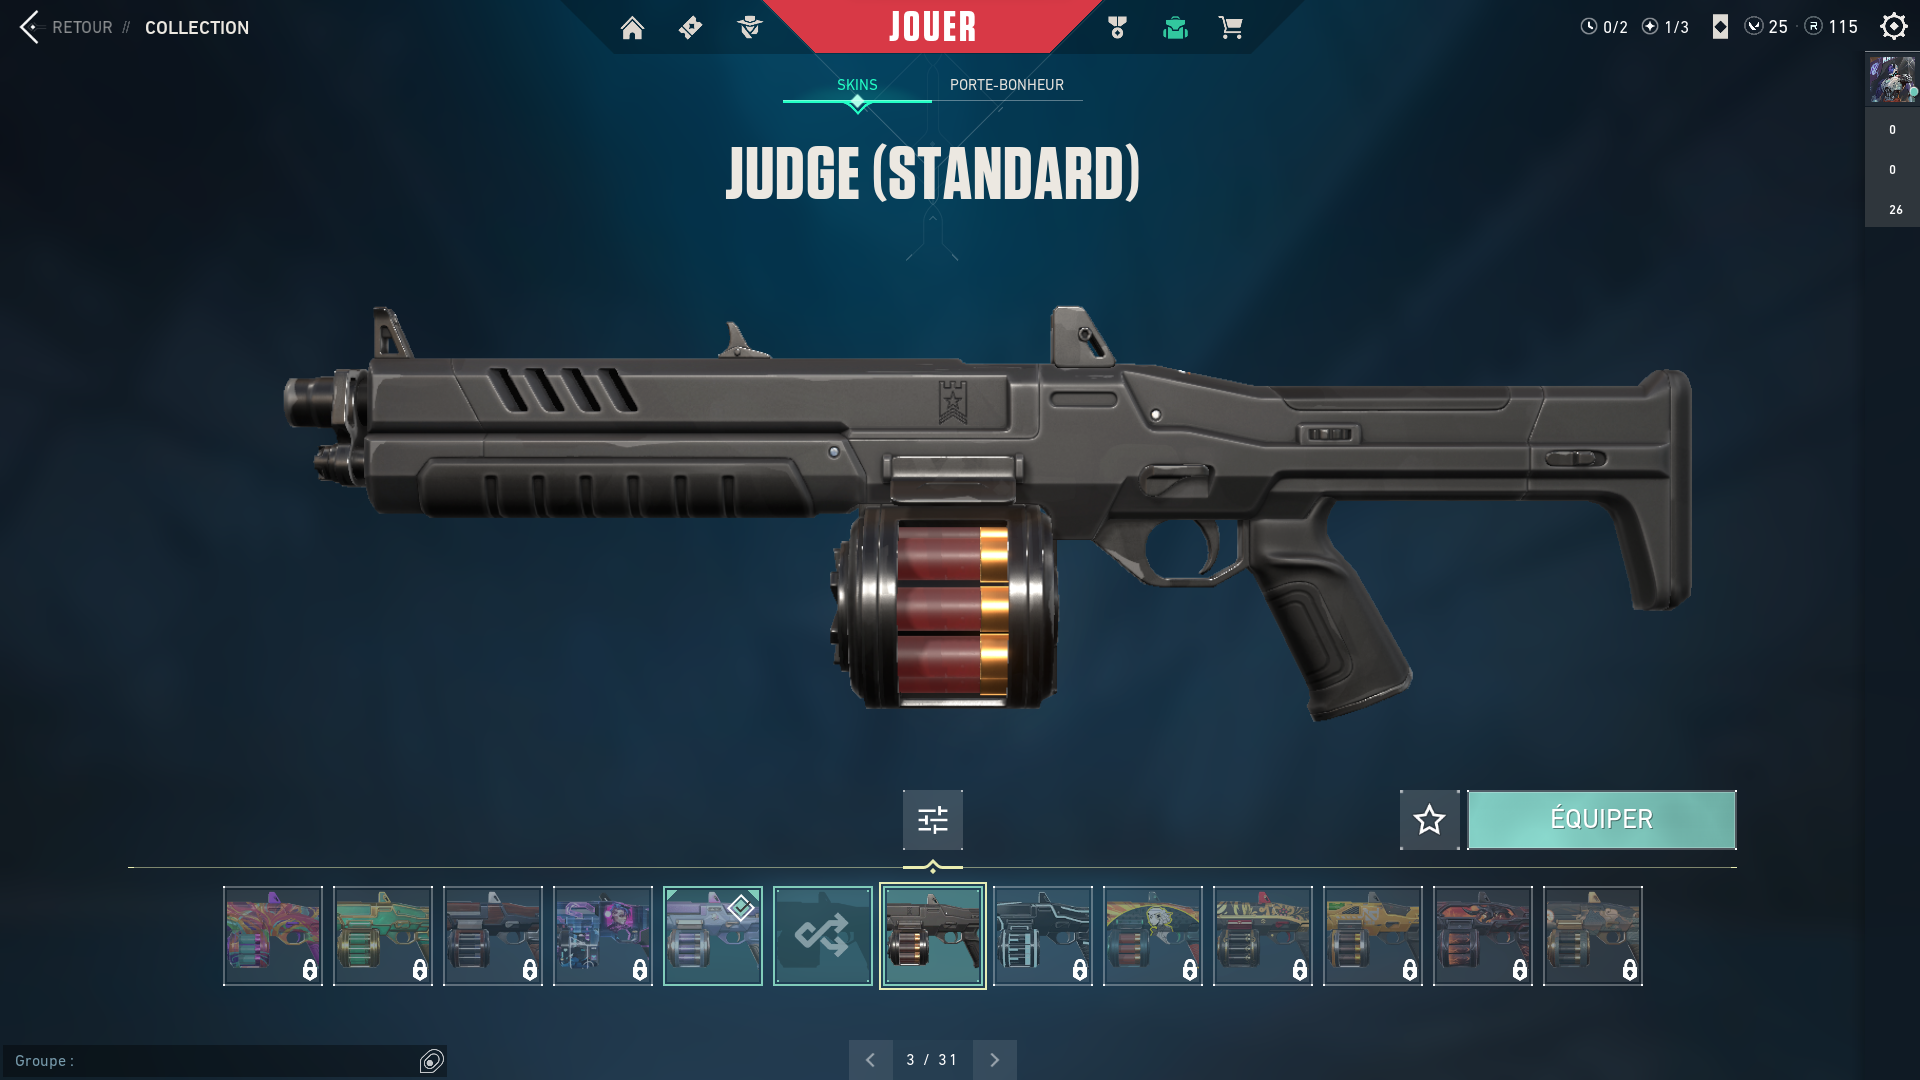 RETOUR // COLLECTION
JOUER
0/2
1/3
25
115
SKINS
PORTE-BONHEUR
JUDGE (STANDARD)
0
0
26
ÉQUIPER
Groupe :
3 / 31